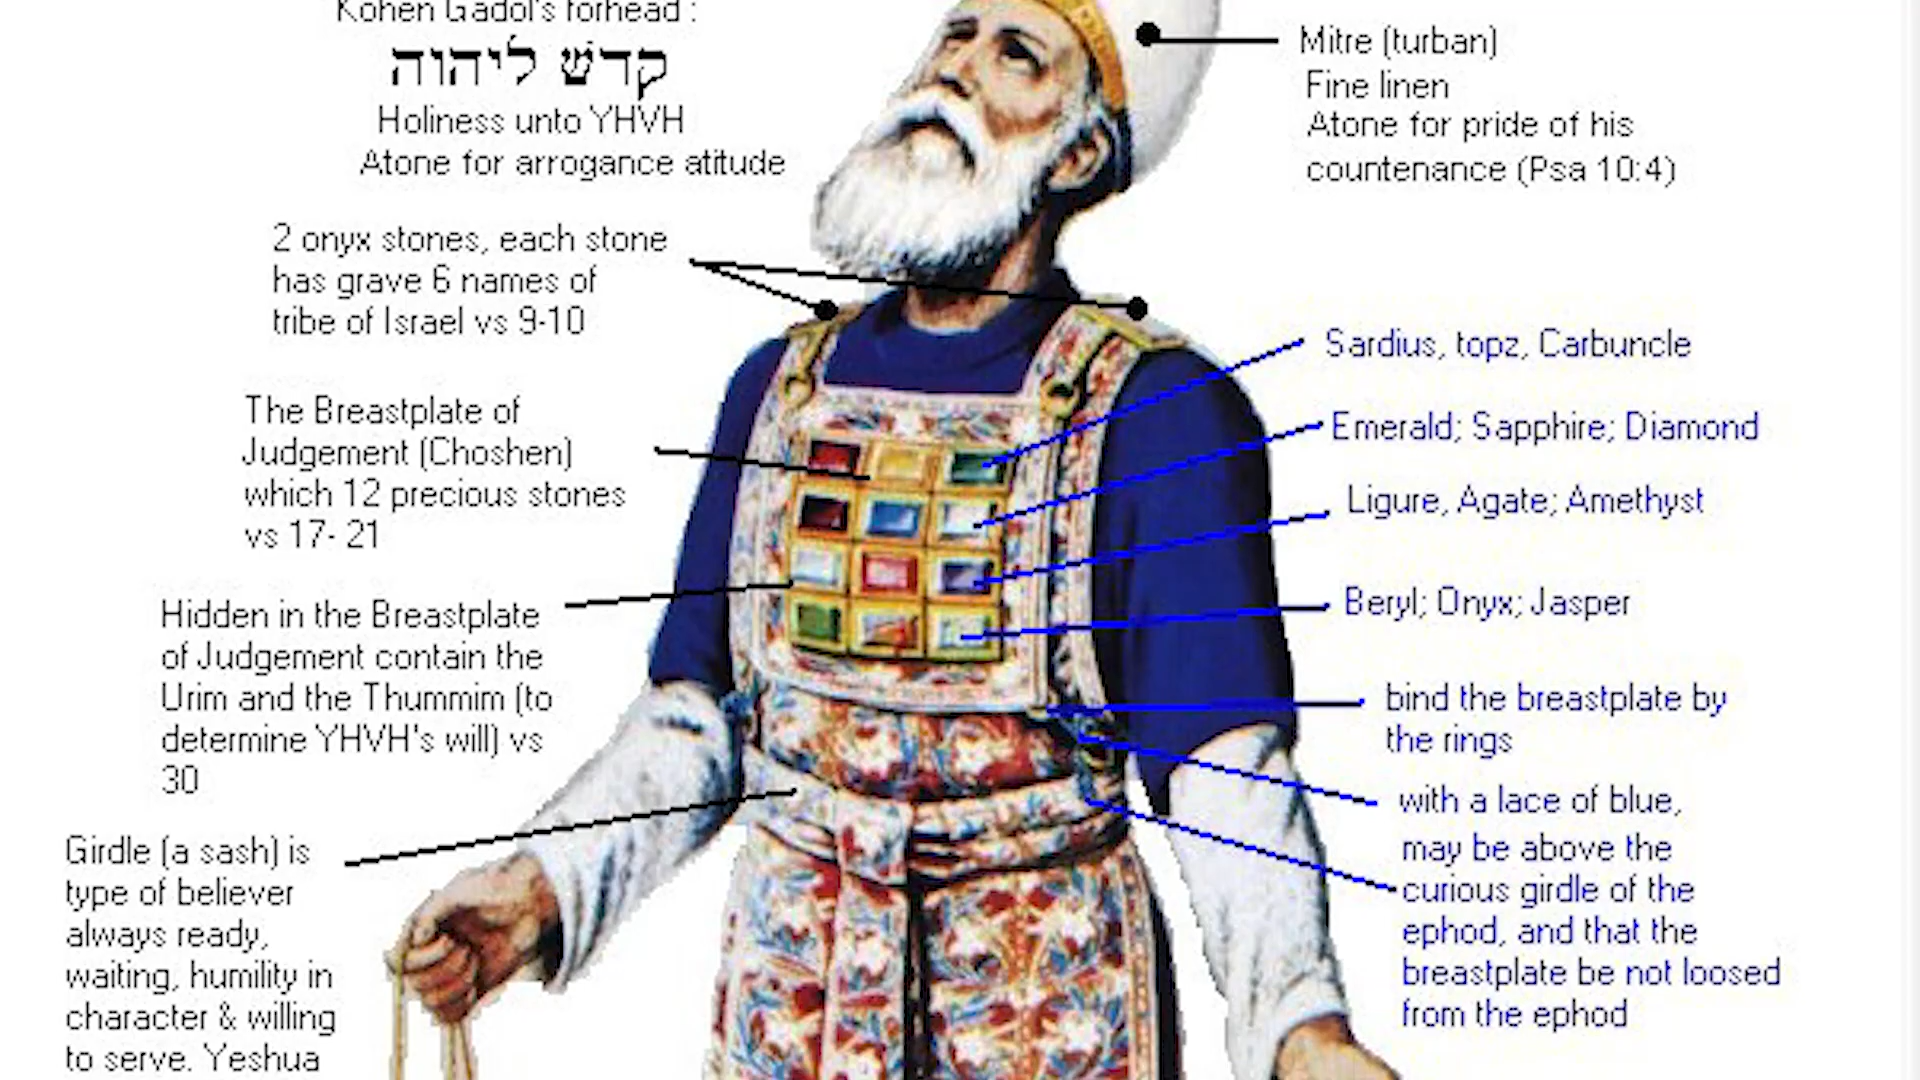 Kohen Gadol's forhead :
קדש ליהוה
Holiness unto YHVH
Atone for arrogance atitude
2 onyx stones, each stone
has grave 6 names of
tribe of Israel vs 9-10
The Breastplate of
Judgement (Choshen)
which 12 precious stones
vs 17- 21
Hidden in the Breastplate
of Judgement contain the
Urim and the Thummim (to
determine YHVH's will) vs
30
Girdle (a sash) is
type of believer
always ready,
waiting, humility in
character & willing
to serve. Yeshua
Mitre (turban)
Fine linen
Atone for pride of his
countenance (Psa 10:4)
Sardius, topz, Carbuncle
Emerald; Sapphire; Diamond
Ligure, Agate; Amethyst
Beryl; Onyx; Jasper
bind the breastplate by
the rings
with a lace of blue,
may be above the
curious girdle of the
ephod, and that the
breastplate be not loosed
from the ephod